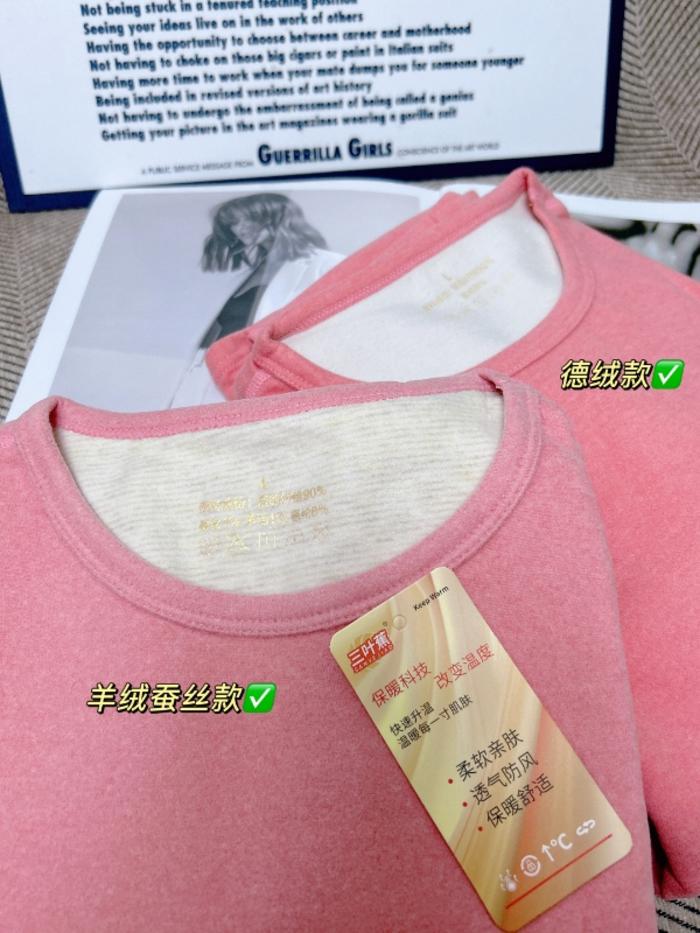 Not being stuck in a tenured teaching position
Seeing your ideas live on in the work of others
Having the opportunity to choose between career and motherhood
Not having to choke on those big cigars or paint in Italian suits
Having more time to work when your mate dumps you for someone younger
Being included in revised versions of art history
Not having to undergo the embarrassment of being called a genius
Getting your picture in the art magazines wearing a gorilla suit
A PUBLIC SERVICE MESSAGE FROM GUERRILLA GIRLS CONSCIENCE OF THE ART WORLD
L
德绒款✅
L
羊绒蚕丝款✅
Keep Warm
三叶蕉®
保暖科技 改变温度
快速升温
温暖每一寸肌肤
• 柔软亲肤
• 透气防风
• 保暖舒适
↑℃